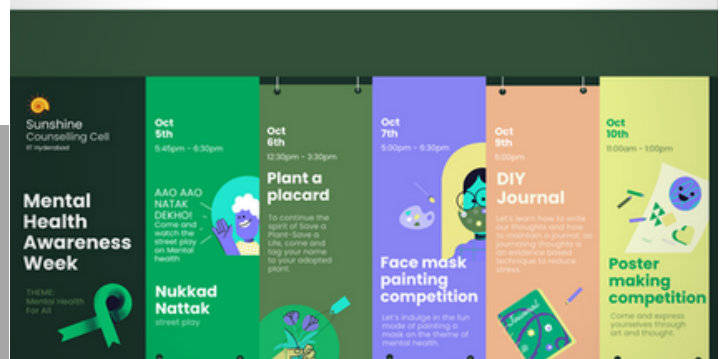 Sunshine
Counselling Cell
IIT Hyderabad
Mental
Health
Awareness
Week
THEME:
Mental Health
For All
Oct
5th
5:45pm - 6:30pm
AAO AAO
NATAK
DEKHO!
Come and
watch the
street play
on Mental
health
Nukkad
Nattak
street play
Oct
6th
12:30pm - 3:30pm
Plant a
placard
To continue the
spirit of Save a
Plant-Save a
Life, come and
tag your name
to your adopted
plant.
Oct
7th
5:00pm - 6:30pm
Face mask
painting
competition
Let's indulge in the fun
mode of painting a
mask on the theme of
mental health.
Oct
9th
5:00pm
DIY
Journal
Let's learn how to write
our thoughts and how
to maintain a journal, as
journaling thoughts is
an evidence based
technique to reduce
stress.
Journal
Oct
10th
11:00am - 1:00pm
Poster
making
competition
Come and express
yourselves through
art and thought.